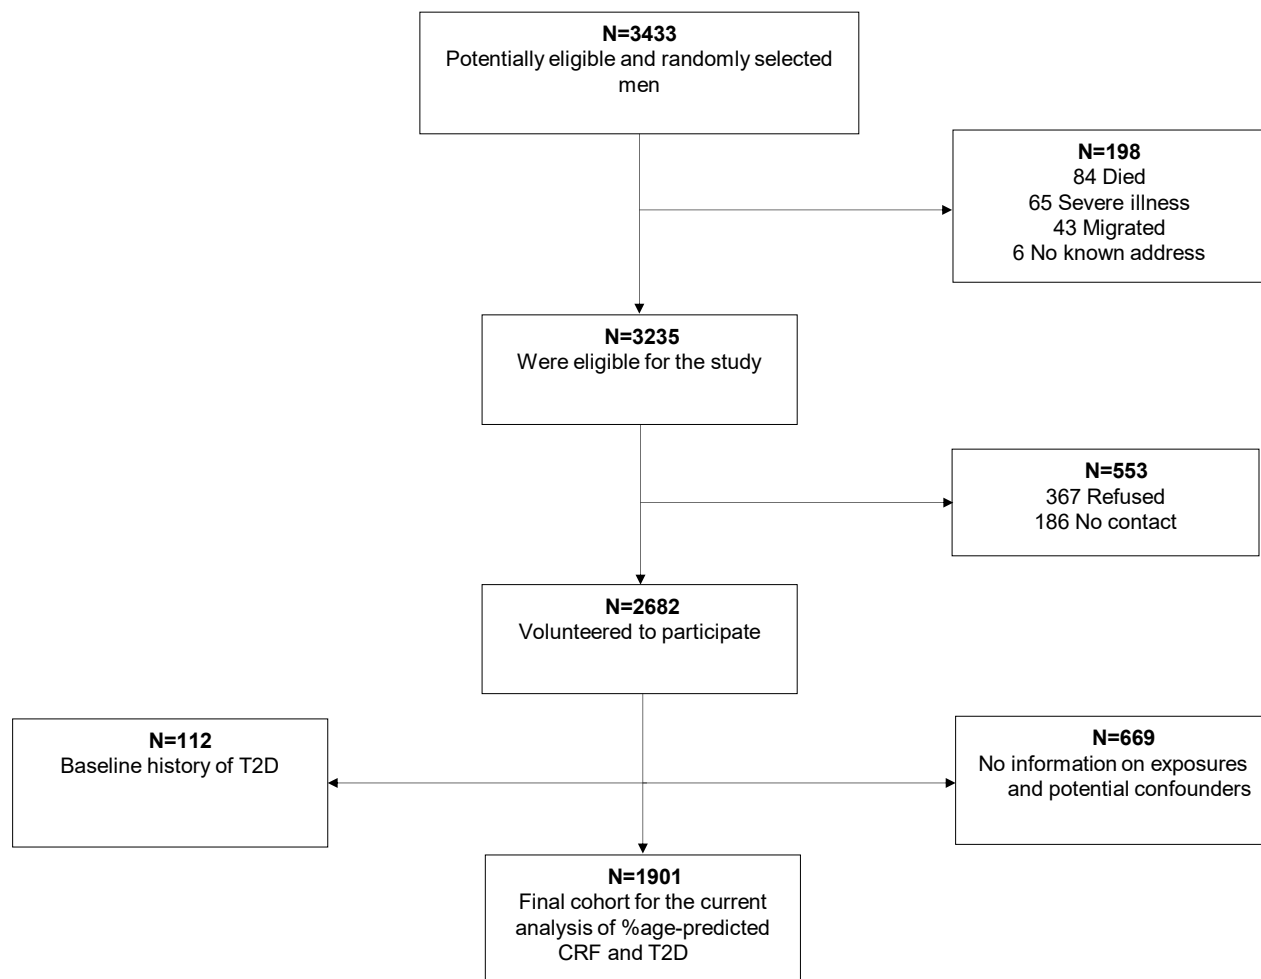 N=3433
Potentially eligible and randomly selected
men
N=198
84 Died
65 Severe illness
43 Migrated
6 No known address
N=3235
Were eligible for the study
N=553
367 Refused
186 No contact
N=2682
Volunteered to participate
N=112
Baseline history of T2D
N=669
No information on exposures
and potential confounders
N=1901
Final cohort for the current
analysis of %age-predicted
CRF and T2D